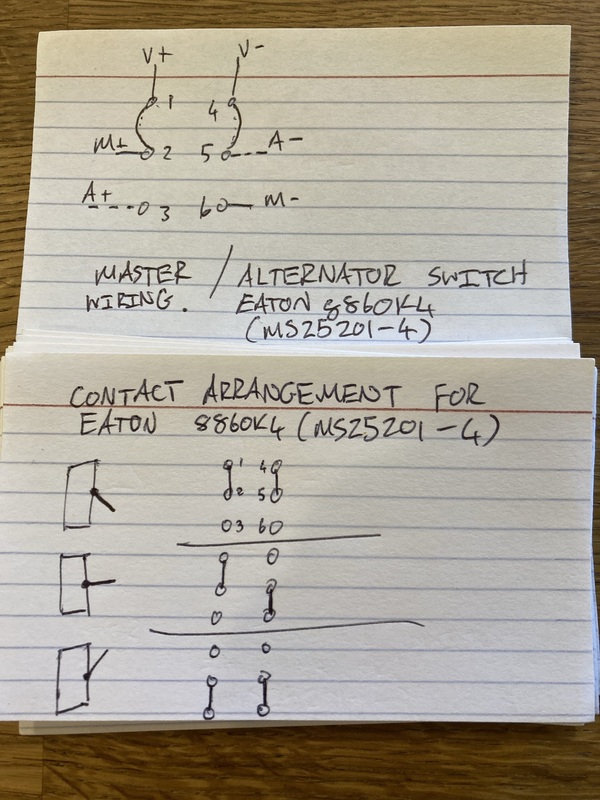 V+ V-
1 4
M+ 2 5 A-
A+ 3 6 M-
MASTER / ALTERNATOR SWITCH
WIRING. EATON 8860K4
(MS25201-4)
CONTACT ARRANGEMENT FOR
EATON 8860K4 (MS25201-4)
1 4
2 5
3 6